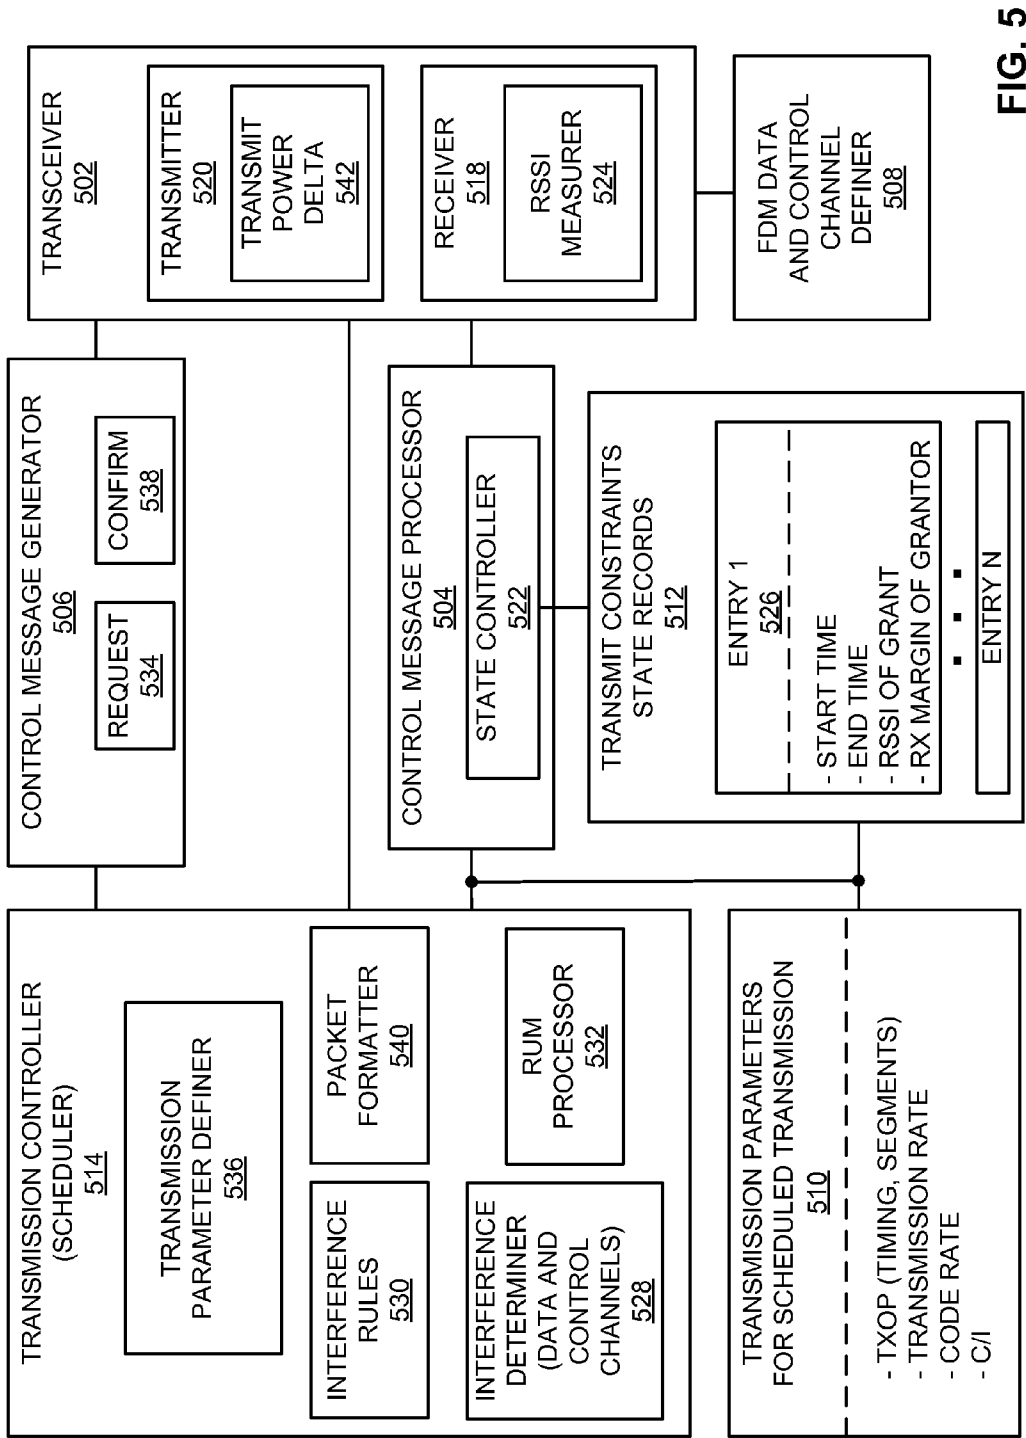 TRANSMISSION CONTROLLER
(SCHEDULER)
514
TRANSMISSION
PARAMETER DEFINER
536
INTERFERENCE
RULES
530
PACKET
FORMATTER
540
INTERFERENCE
DETERMINER
(DATA AND
CONTROL
CHANNELS)
528
RUM
PROCESSOR
532
TRANSMISSION PARAMETERS
FOR SCHEDULED TRANSMISSION
510
- TXOP (TIMING, SEGMENTS)
- TRANSMISSION RATE
- CODE RATE
- C/I
CONTROL MESSAGE GENERATOR
506
REQUEST
534
CONFIRM
538
CONTROL MESSAGE PROCESSOR
504
STATE CONTROLLER
522
TRANSMIT CONSTRAINTS
STATE RECORDS
512
ENTRY 1
526
- START TIME
- END TIME
- RSSI OF GRANT
- RX MARGIN OF GRANTOR
ENTRY N
TRANSCEIVER
502
TRANSMITTER
520
TRANSMIT
POWER
DELTA
542
RECEIVER
518
RSSI
MEASURER
524
FDM DATA
AND CONTROL
CHANNEL
DEFINER
508
FIG. 5